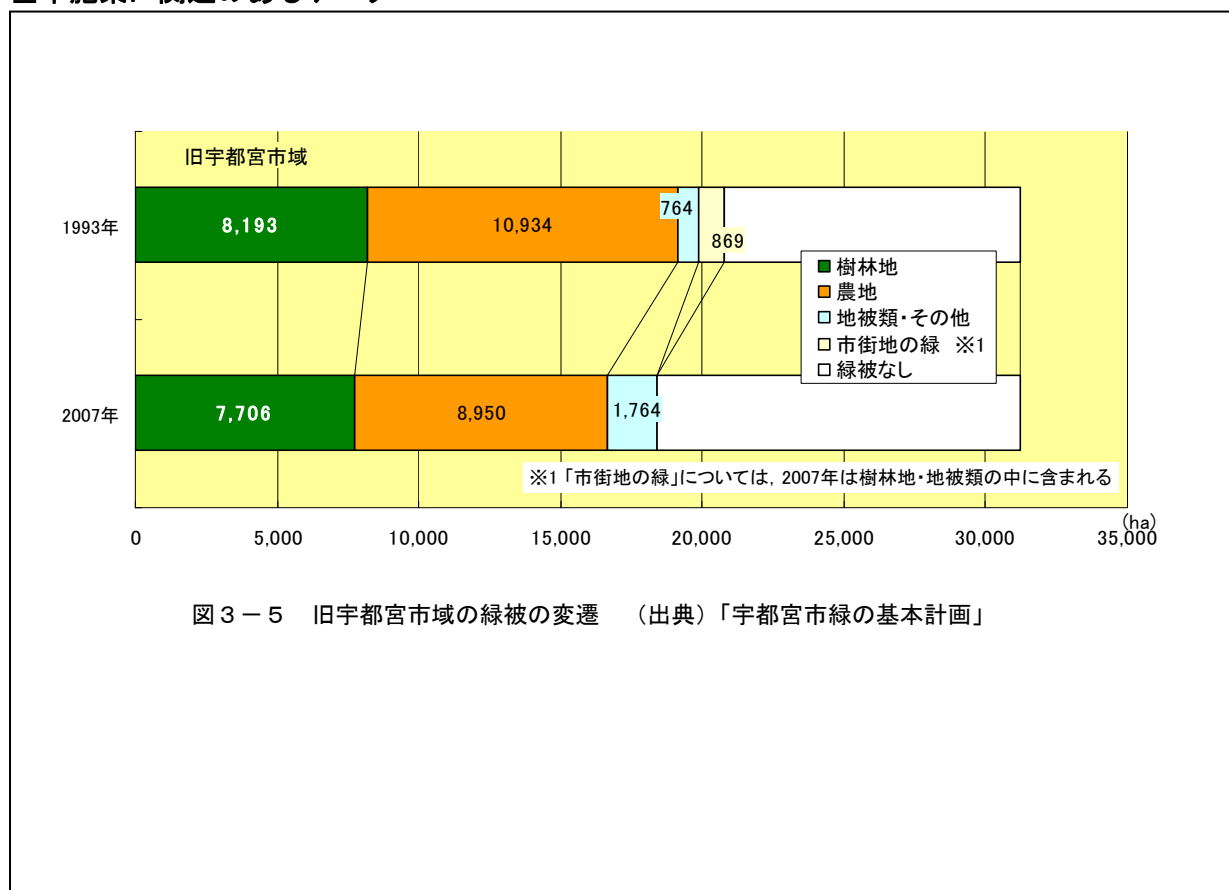 旧宇都宮市域
1993年
8,193
10,934
764
869
樹林地
農地
地被類・その他
市街地の緑 ※1
緑被なし
2007年
7,706
8,950
1,764
※1 「市街地の緑」については, 2007年は樹林地・地被類の中に含まれる
(ha)
0 5,000 10,000 15,000 20,000 25,000 30,000 35,000
図3-5 旧宇都宮市域の緑被の変遷 (出典)「宇都宮市緑の基本計画」